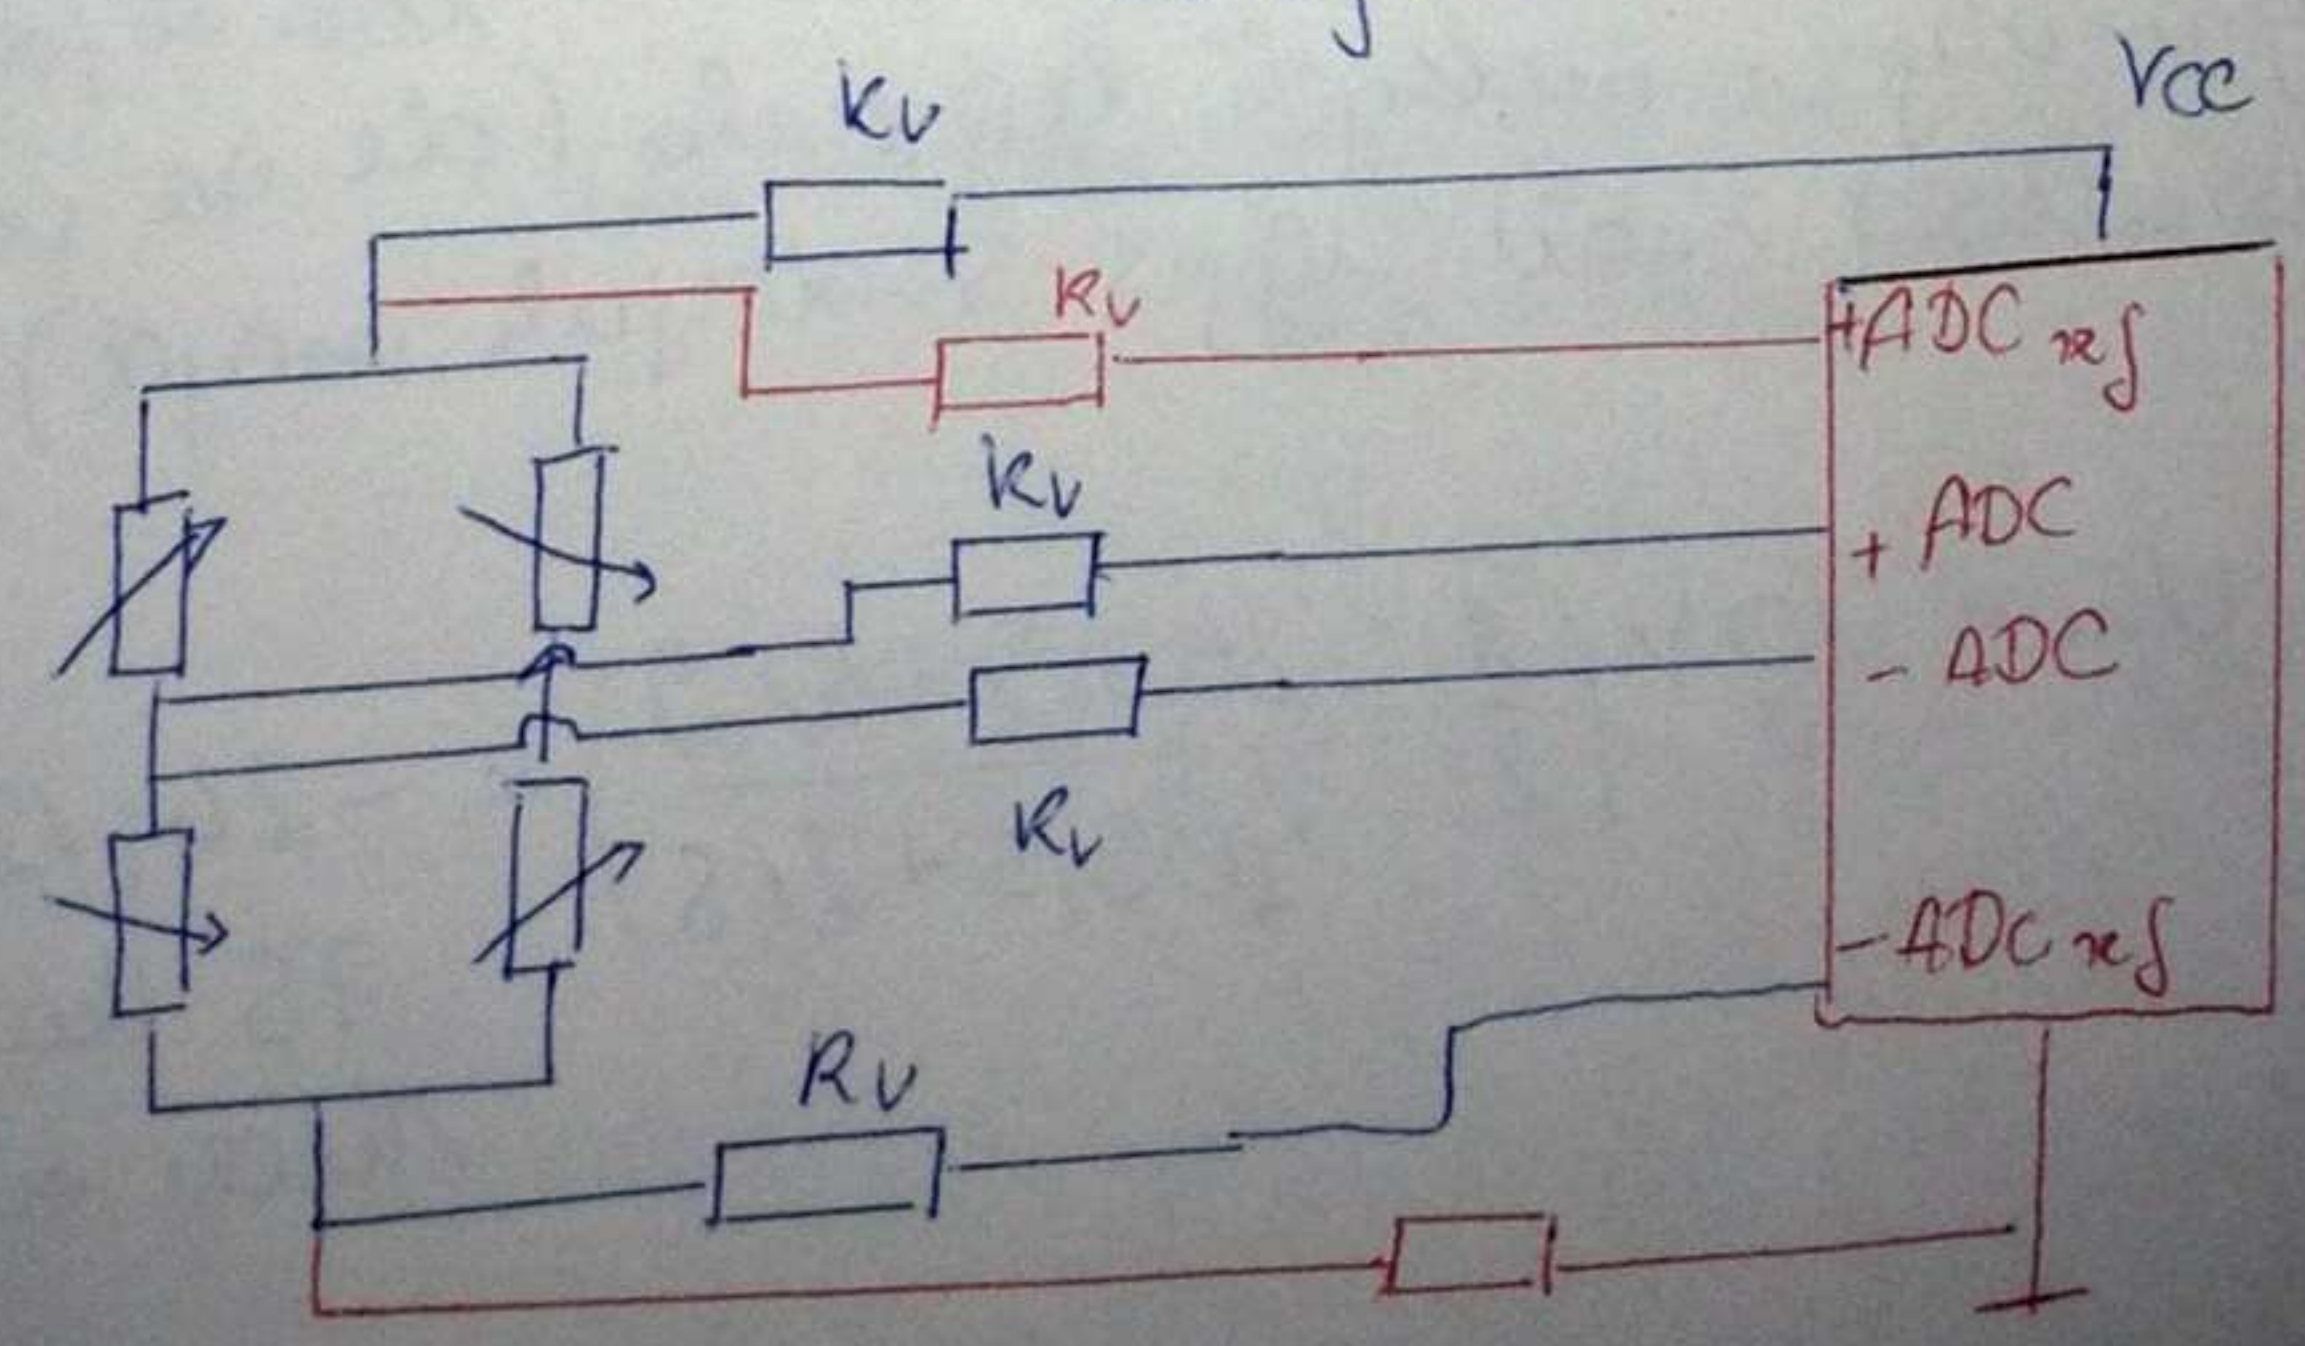 VCC
Rv
Rv
+ADC ref
Rv
+ ADC
- ADC
Rv
-ADC ref
Rv